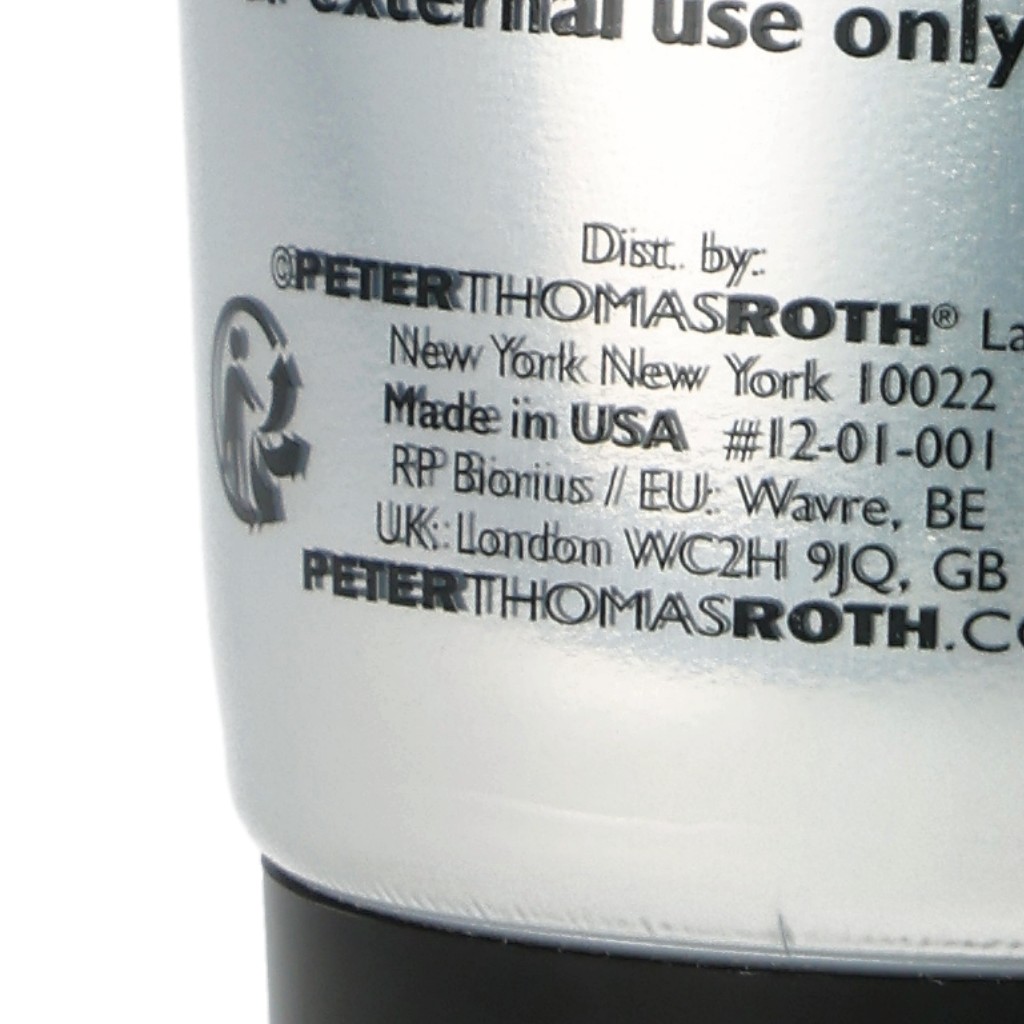 external use only
Dist. by:
©PETERTHOMASROTH® La
New York New York 10022
Made in USA #12-01-001
RP Bionius // EU: Wavre, BE
UK: London WC2H 9JQ, GB
PETERTHOMASROTH.C